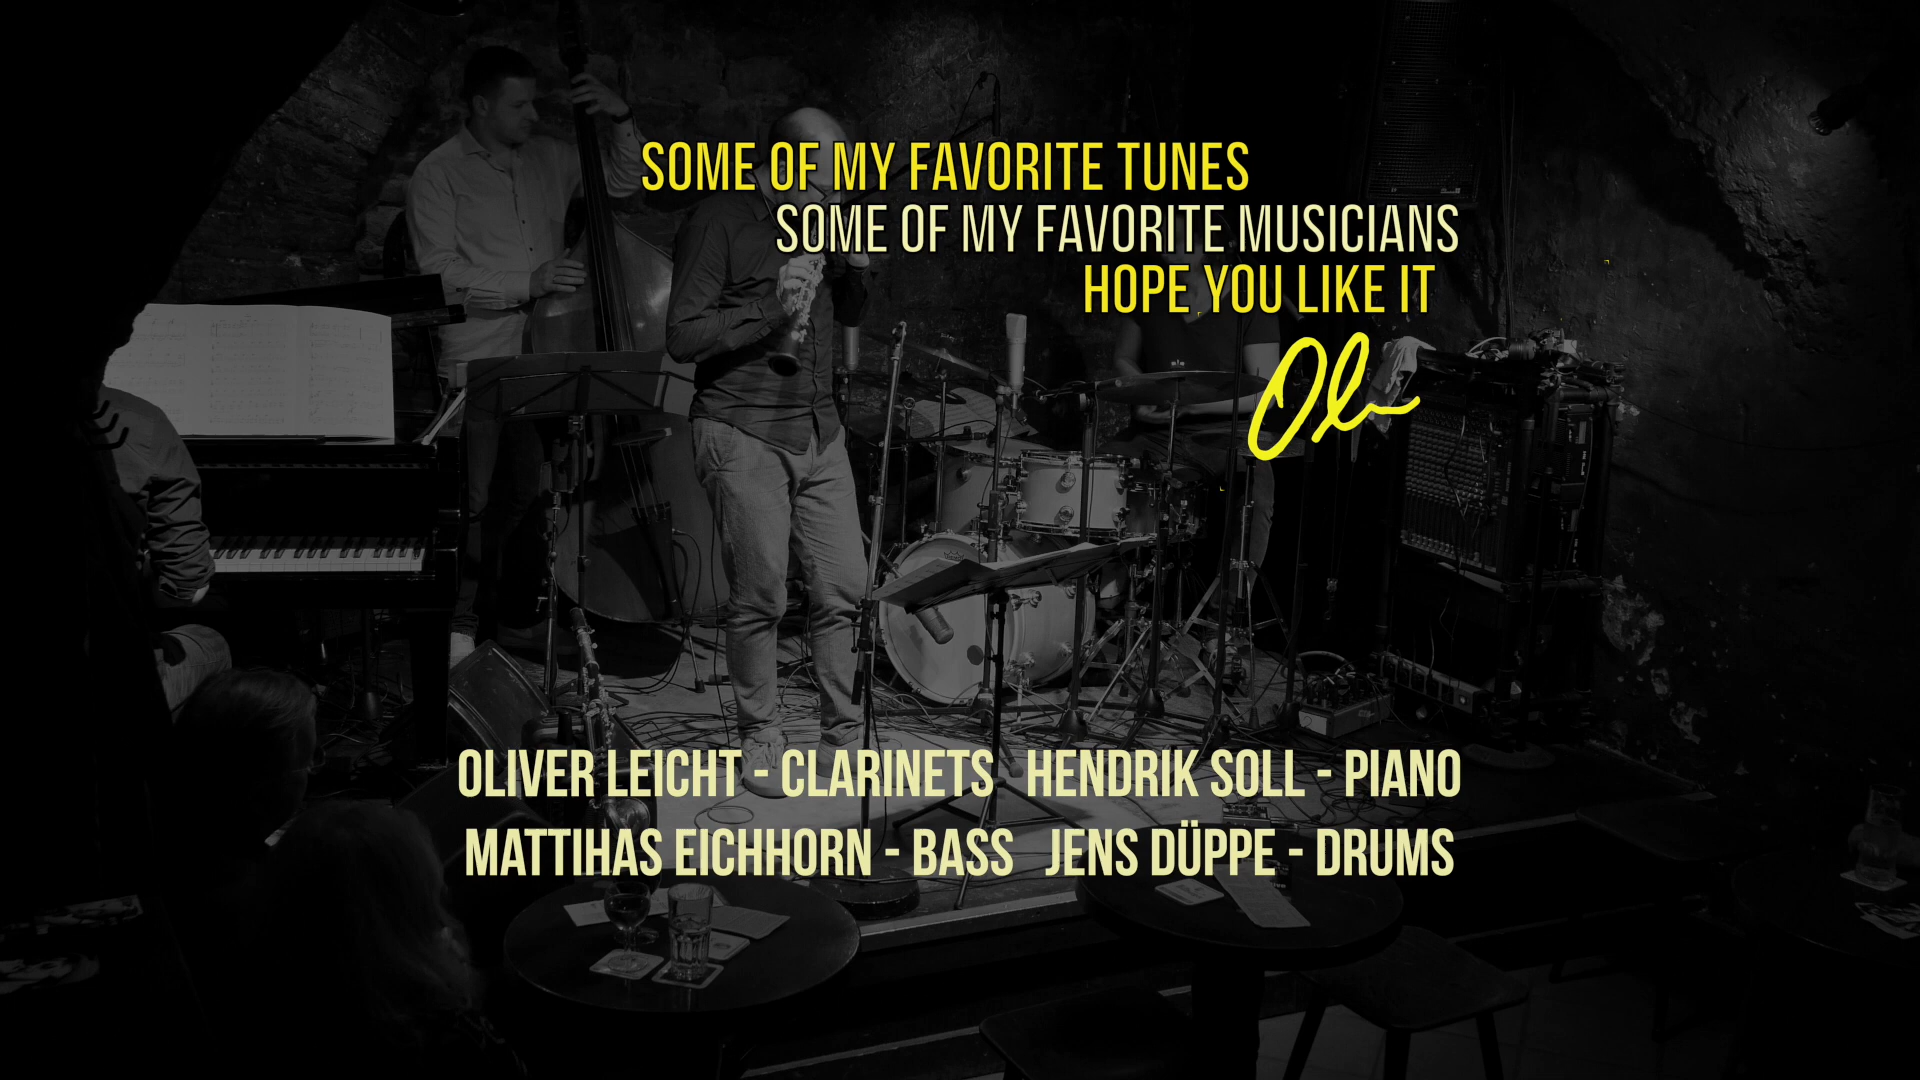 SOME OF MY FAVORITE TUNES
SOME OF MY FAVORITE MUSICIANS
HOPE YOU LIKE IT
Oli
OLIVER LEICHT - CLARINETS HENDRIK SOLL - PIANO
MATTIHAS EICHHORN - BASS JENS DÜPPE - DRUMS